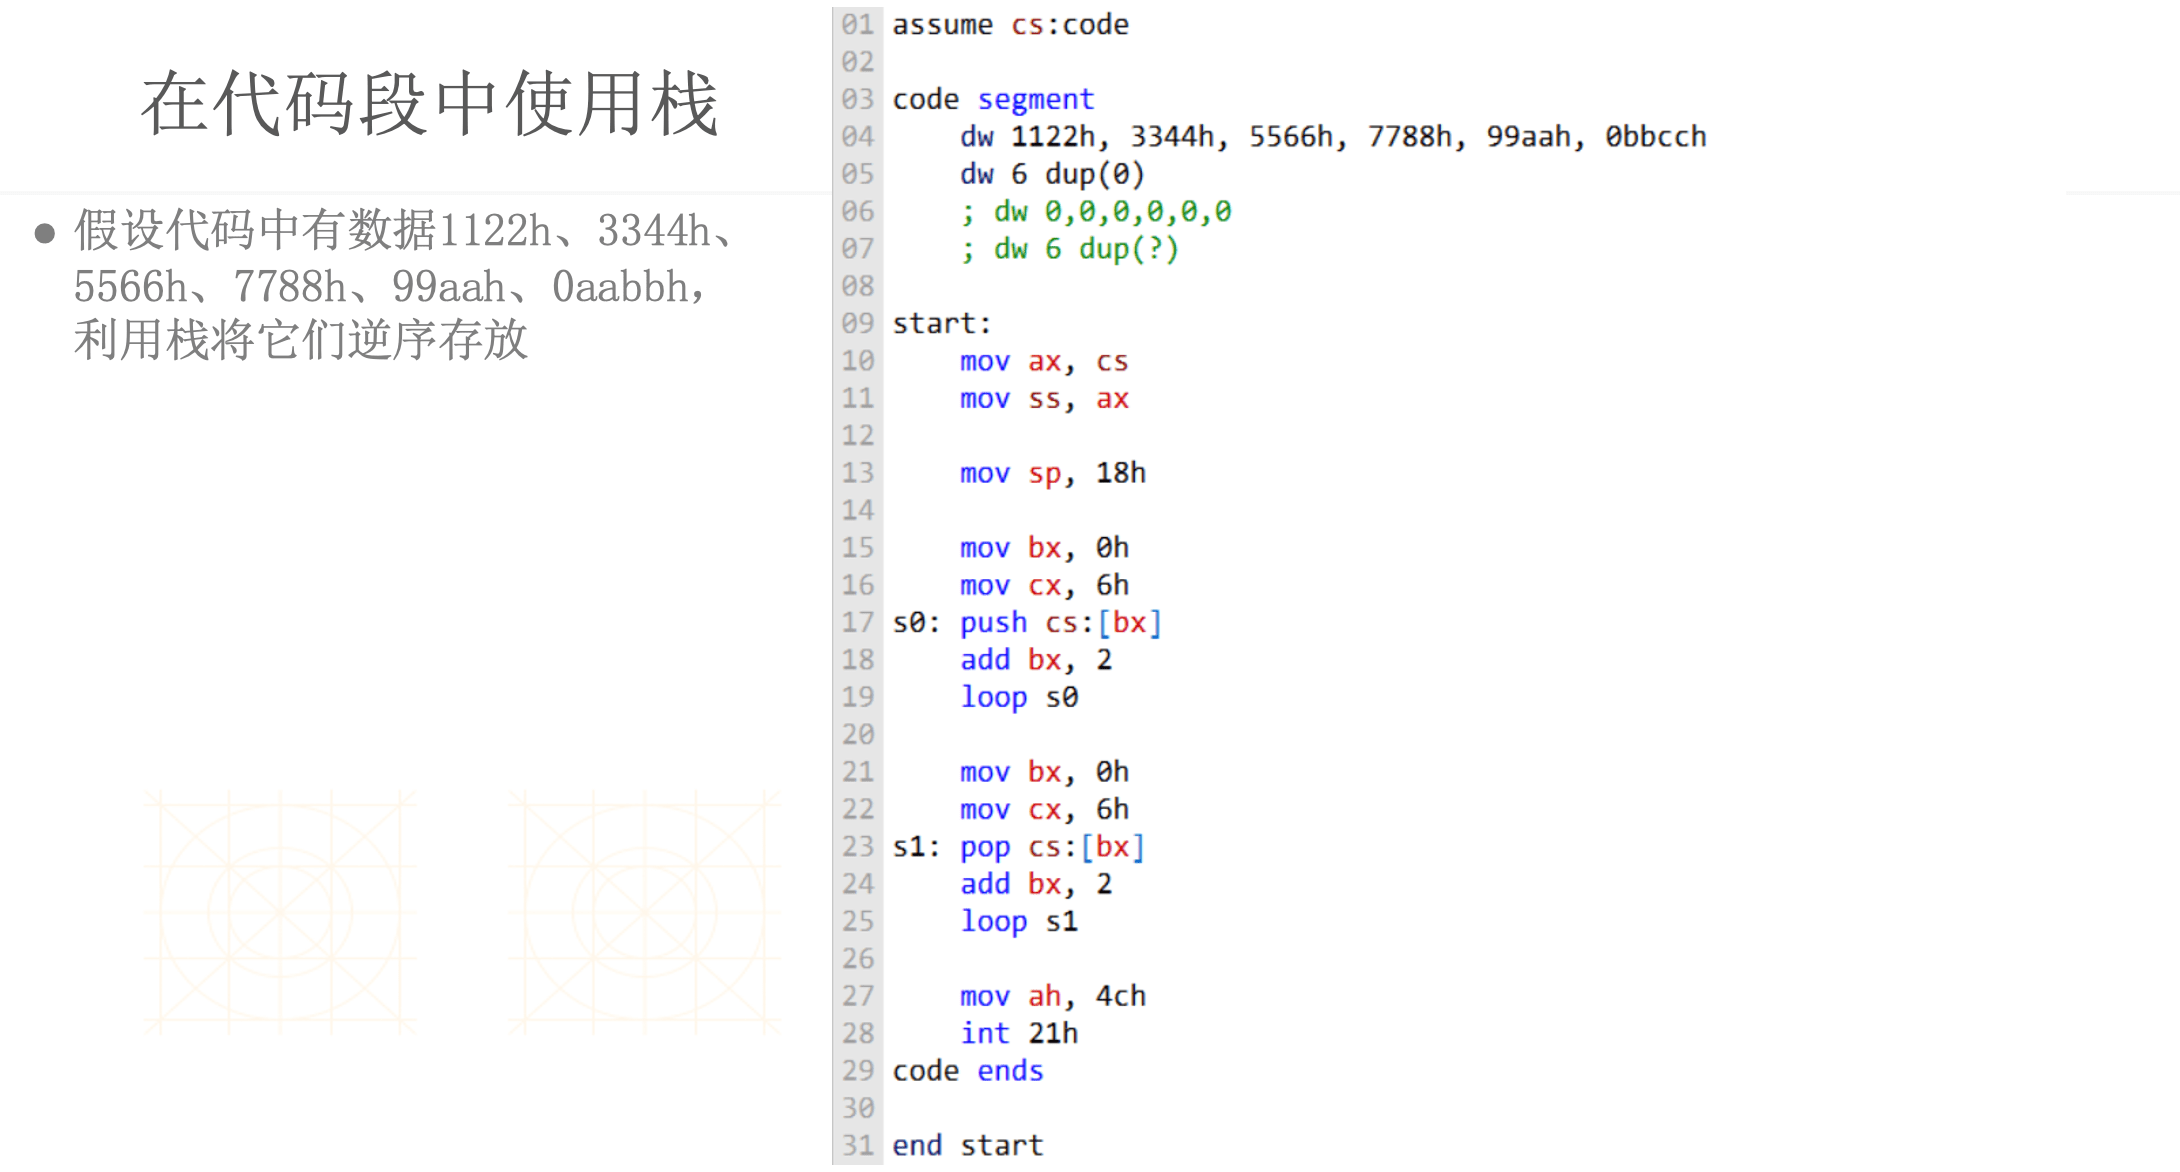 在代码段中使用栈
● 假设代码中有数据1122h、3344h、
5566h、7788h、99aah、0aabbh，
利用栈将它们逆序存放
01 assume cs:code
02
03 code segment
04     dw 1122h, 3344h, 5566h, 7788h, 99aah, 0bbcch
05     dw 6 dup(0)
06     ; dw 0,0,0,0,0,0
07     ; dw 6 dup(?)
08
09 start:
10     mov ax, cs
11     mov ss, ax
12
13     mov sp, 18h
14
15     mov bx, 0h
16     mov cx, 6h
17 s0: push cs:[bx]
18     add bx, 2
19     loop s0
20
21     mov bx, 0h
22     mov cx, 6h
23 s1: pop cs:[bx]
24     add bx, 2
25     loop s1
26
27     mov ah, 4ch
28     int 21h
29 code ends
30
31 end start